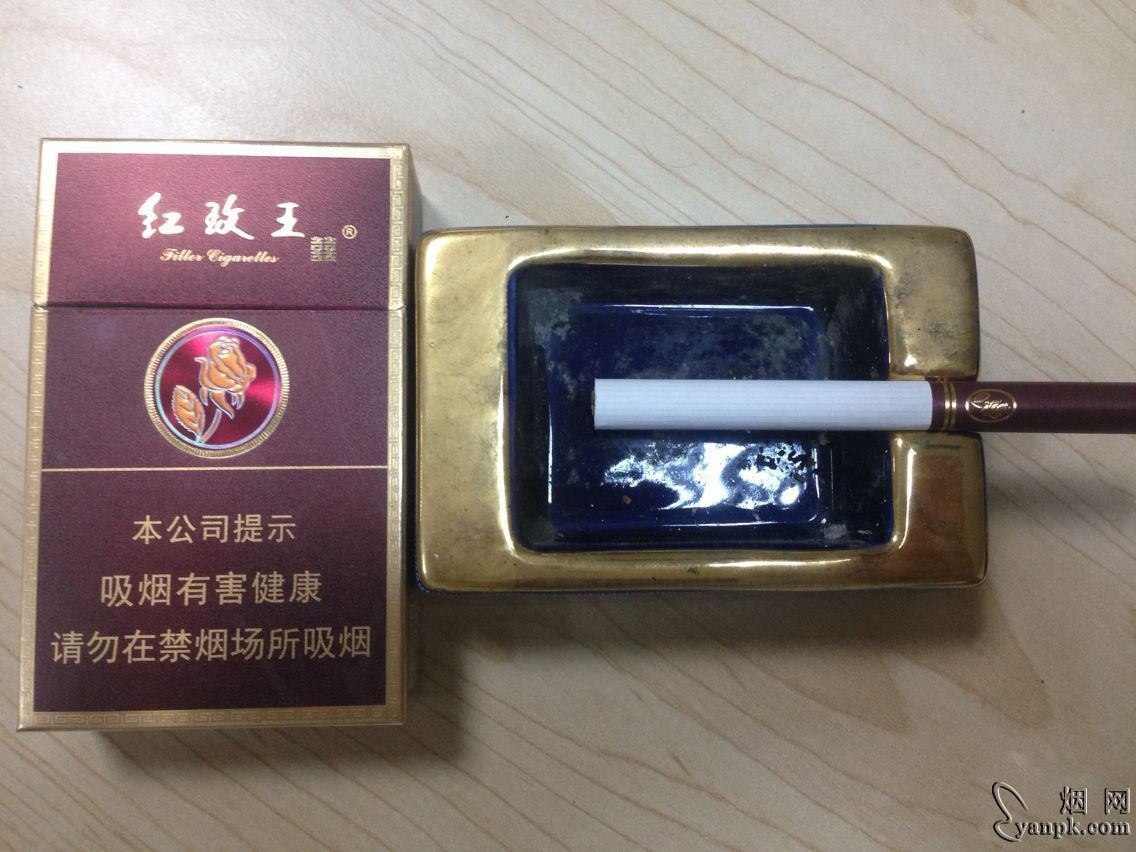 红玫王
Filter Cigarettes
®
本公司提示
吸烟有害健康
请勿在禁烟场所吸烟
烟网
yanpk.com